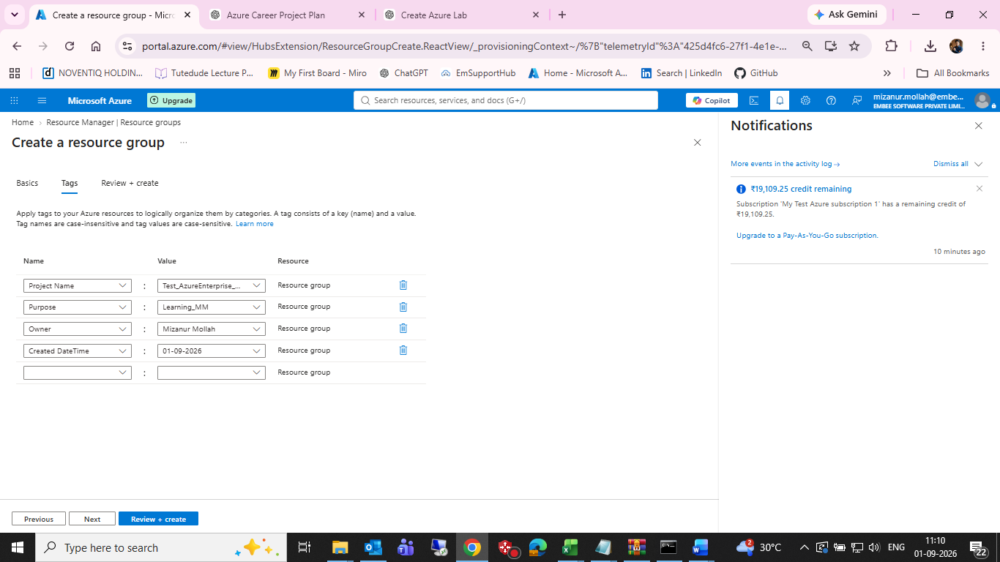 Create a resource group - Micr
Azure Career Project Plan
Create Azure Lab
Ask Gemini
portal.azure.com/#view/HubsExtension/ResourceGroupCreate.ReactView/_provisioningContext~/%7B"telemetryId"%3A"425d4fc6-27f1-4e1e-...
NOVENTIQ HOLDIN...
Tutedude Lecture P...
My First Board - Miro
ChatGPT
EmSupportHub
Home - Microsoft A...
Search | LinkedIn
GitHub
All Bookmarks
Microsoft Azure
Upgrade
Search resources, services, and docs (G+/)
Copilot
mizanur.mollah@embe...
EMBEE SOFTWARE PRIVATE LIMI...
Home > Resource Manager | Resource groups
Create a resource group ...
Basics
Tags
Review + create
Apply tags to your Azure resources to logically organize them by categories. A tag consists of a key (name) and a value.
Tag names are case-insensitive and tag values are case-sensitive. Learn more
Name Value Resource
Project Name : Test_AzureEnterprise_... Resource group
Purpose : Learning_MM Resource group
Owner : Mizanur Mollah Resource group
Created DateTime : 01-09-2026 Resource group
: Resource group
Previous
Next
Review + create
Notifications
More events in the activity log →
Dismiss all
₹19,109.25 credit remaining
Subscription 'My Test Azure subscription 1' has a remaining credit of
₹19,109.25.
Upgrade to a Pay-As-You-Go subscription.
10 minutes ago
Type here to search
2
30°C
ENG
11:10
01-09-2026
22